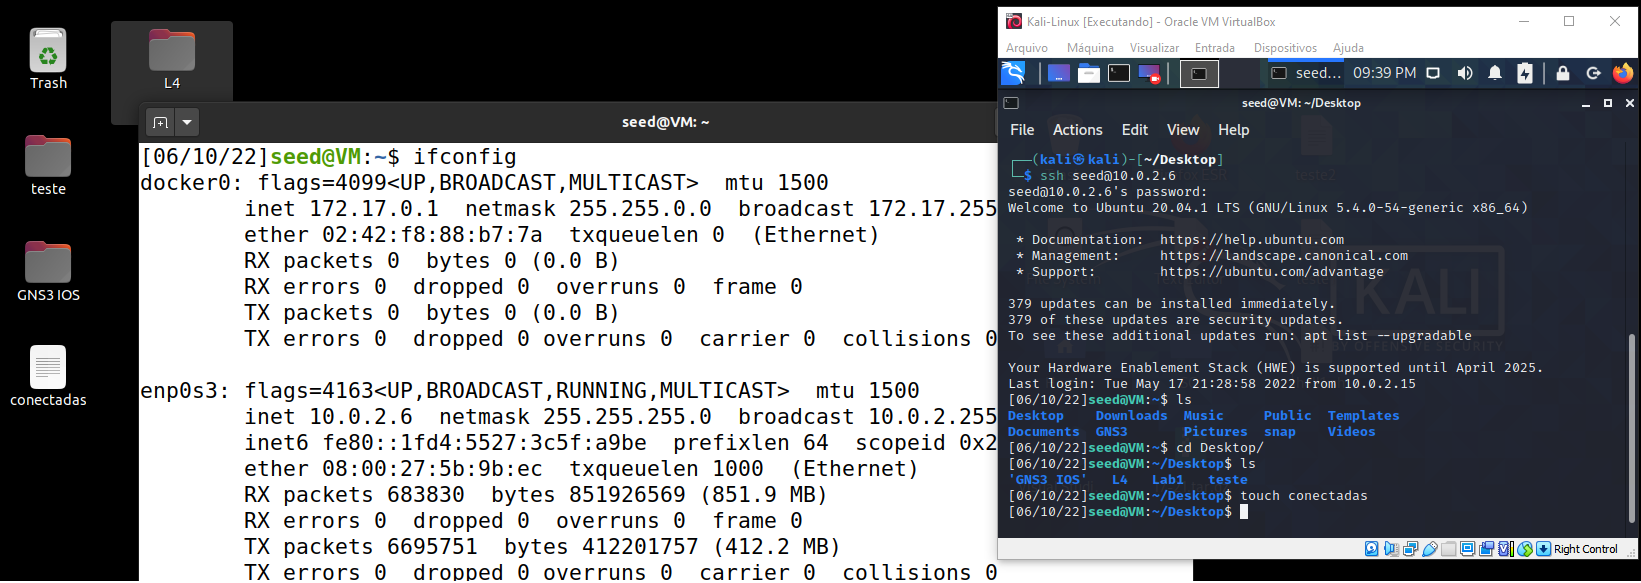 Trash
L4
teste
GNS3 IOS
conectadas
seed@VM: ~
[06/10/22]seed@VM:~$ ifconfig
docker0: flags=4099<UP,BROADCAST,MULTICAST>  mtu 1500
inet 172.17.0.1  netmask 255.255.0.0  broadcast 172.17.255
ether 02:42:f8:88:b7:7a  txqueuelen 0  (Ethernet)
RX packets 0  bytes 0 (0.0 B)
RX errors 0  dropped 0  overruns 0  frame 0
TX packets 0  bytes 0 (0.0 B)
TX errors 0  dropped 0 overruns 0  carrier 0  collisions 0
enp0s3: flags=4163<UP,BROADCAST,RUNNING,MULTICAST>  mtu 1500
inet 10.0.2.6  netmask 255.255.255.0  broadcast 10.0.2.255
inet6 fe80::1fd4:5527:3c5f:a9be  prefixlen 64  scopeid 0x2
ether 08:00:27:5b:9b:ec  txqueuelen 1000  (Ethernet)
RX packets 683830  bytes 851926569 (851.9 MB)
RX errors 0  dropped 0  overruns 0  frame 0
TX packets 6695751  bytes 412201757 (412.2 MB)
TX errors 0  dropped 0 overruns 0  carrier 0  collisions 0
Kali-Linux [Executando] - Oracle VM VirtualBox
Arquivo Máquina Visualizar Entrada Dispositivos Ajuda
seed... 09:39 PM
seed@VM: ~/Desktop
File Actions Edit View Help
(kali㉿kali)-[~/Desktop]
$ ssh seed@10.0.2.6
seed@10.0.2.6's password:
Welcome to Ubuntu 20.04.1 LTS (GNU/Linux 5.4.0-54-generic x86_64)
* Documentation:  https://help.ubuntu.com
* Management:     https://landscape.canonical.com
* Support:        https://ubuntu.com/advantage
379 updates can be installed immediately.
379 of these updates are security updates.
To see these additional updates run: apt list --upgradable
Your Hardware Enablement Stack (HWE) is supported until April 2025.
Last login: Tue May 17 21:28:58 2022 from 10.0.2.15
[06/10/22]seed@VM:~$ ls
Desktop    Downloads  Music     Public  Templates
Documents  GNS3       Pictures  snap    Videos
[06/10/22]seed@VM:~$ cd Desktop/
[06/10/22]seed@VM:~/Desktop$ ls
'GNS3 IOS'   L4   Lab1   teste
[06/10/22]seed@VM:~/Desktop$ touch conectadas
[06/10/22]seed@VM:~/Desktop$
KALI
Right Control